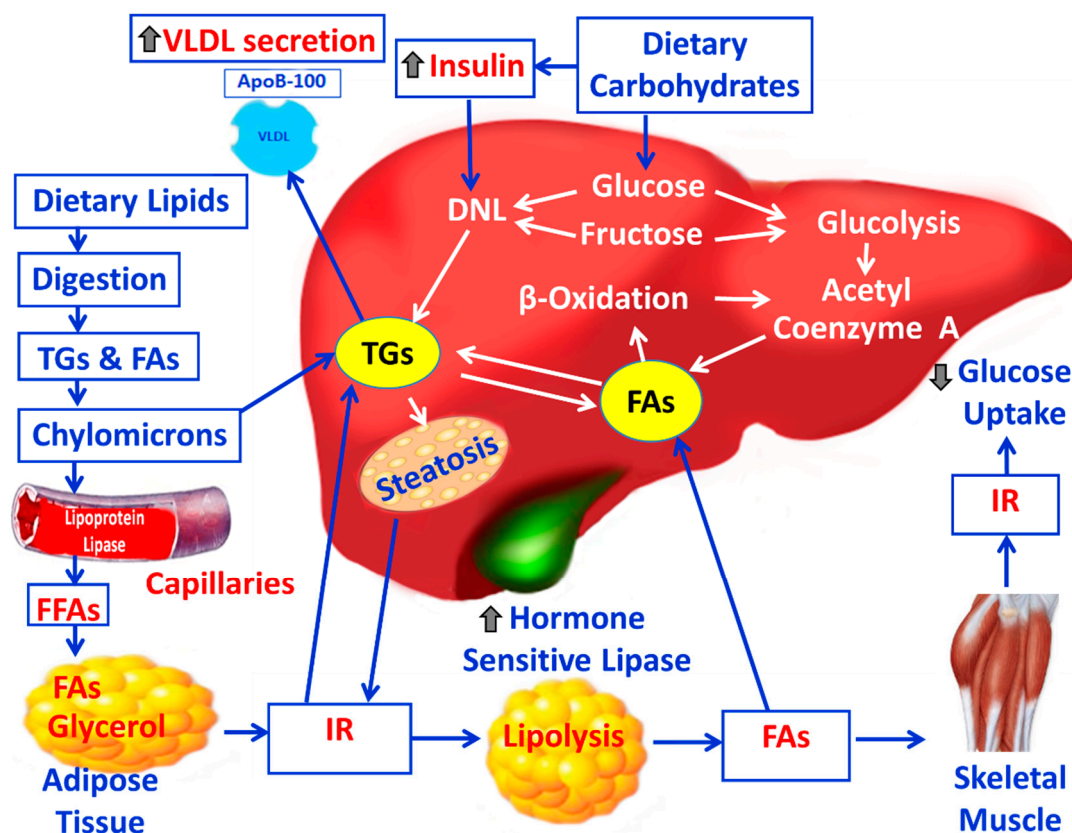 VLDL secretion
ApoB-100
VLDL
Insulin
Dietary
Carbohydrates
Dietary Lipids
Digestion
TGs & FAs
Chylomicrons
Lipoprotein
Lipase
Capillaries
FFAs
FAs
Glycerol
Adipose
Tissue
DNL
Glucose
Fructose
Glucolysis
β-Oxidation
Acetyl
Coenzyme A
TGs
FAs
Steatosis
Glucose
Uptake
IR
Hormone
Sensitive Lipase
IR
Lipolysis
FAs
Skeletal
Muscle